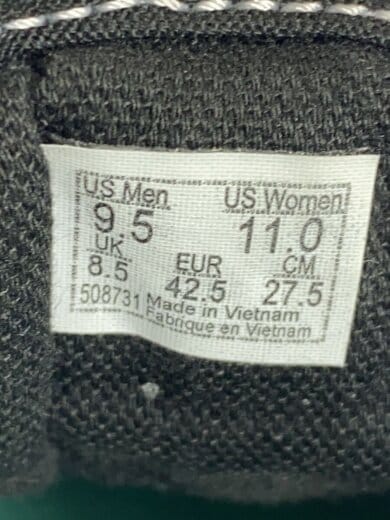 US Men US Women
9.5 11.0
UK EUR CM
8.5 42.5 27.5
508731 Made in Vietnam
Fabrique en Vietnam